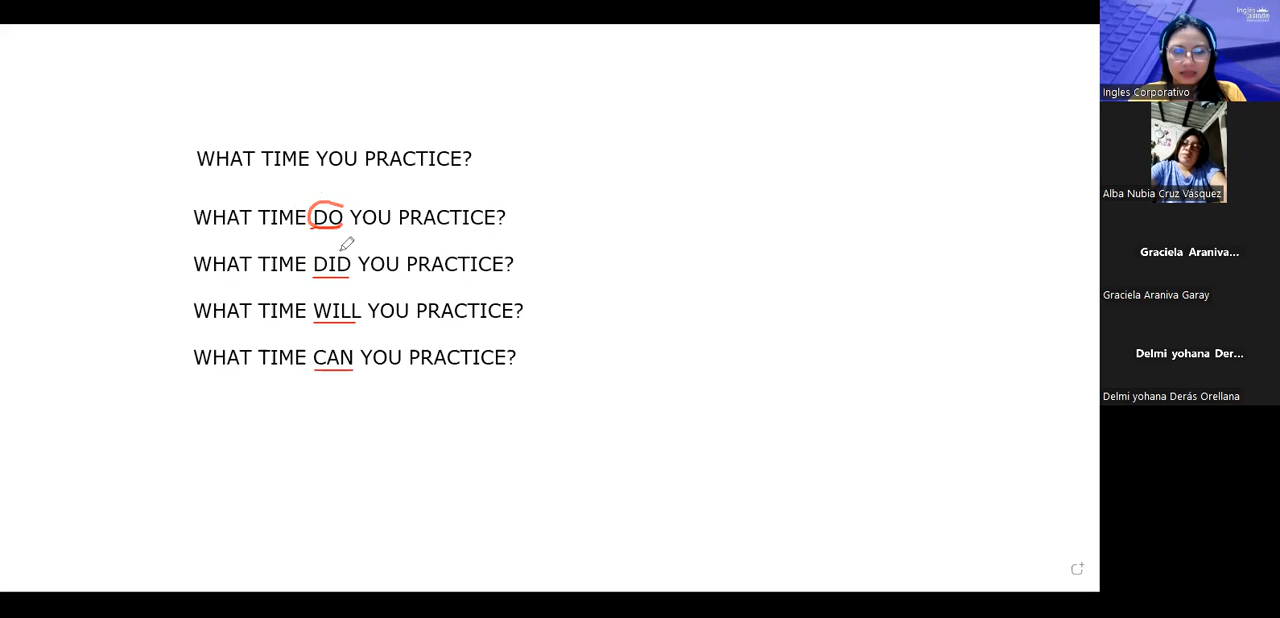 WHAT TIME YOU PRACTICE?
WHAT TIME DO YOU PRACTICE?
WHAT TIME DID YOU PRACTICE?
WHAT TIME WILL YOU PRACTICE?
WHAT TIME CAN YOU PRACTICE?
Ingles
Ingles Corporativo
Alba Nubia Cruz Vásquez
Graciela Araniva...
Graciela Araniva Garay
Delmi yohana Der...
Delmi yohana Derás Orellana